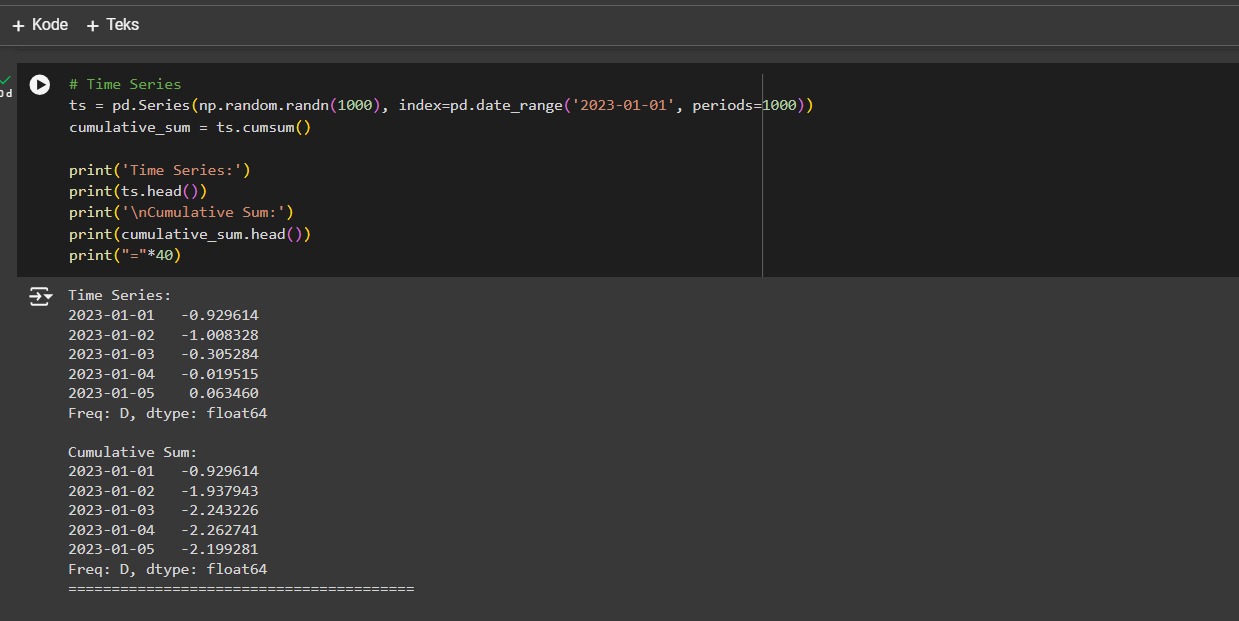 + Kode + Teks
0d
# Time Series
ts = pd.Series(np.random.randn(1000), index=pd.date_range('2023-01-01', periods=1000))
cumulative_sum = ts.cumsum()
print('Time Series:')
print(ts.head())
print('\nCumulative Sum:')
print(cumulative_sum.head())
print("="*40)
Time Series:
2023-01-01   -0.929614
2023-01-02   -1.008328
2023-01-03   -0.305284
2023-01-04   -0.019515
2023-01-05    0.063460
Freq: D, dtype: float64
Cumulative Sum:
2023-01-01   -0.929614
2023-01-02   -1.937943
2023-01-03   -2.243226
2023-01-04   -2.262741
2023-01-05   -2.199281
Freq: D, dtype: float64
========================================